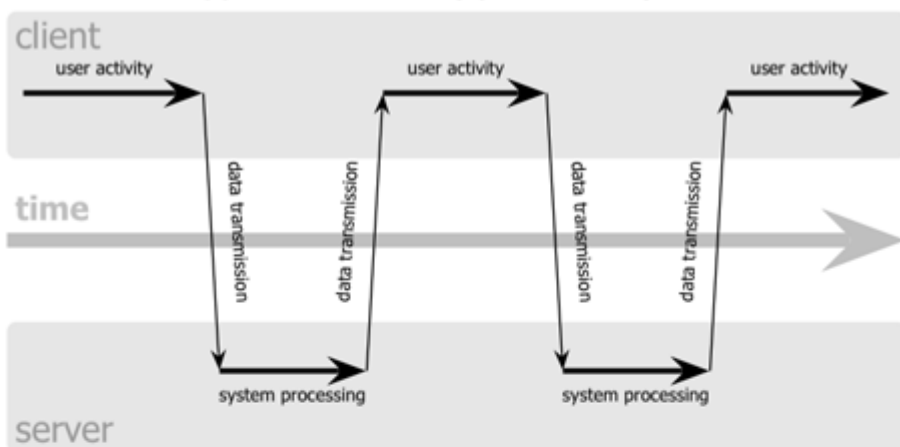 client
user activity
user activity
user activity
data transmission
data transmission
data transmission
data transmission
time
system processing
system processing
server